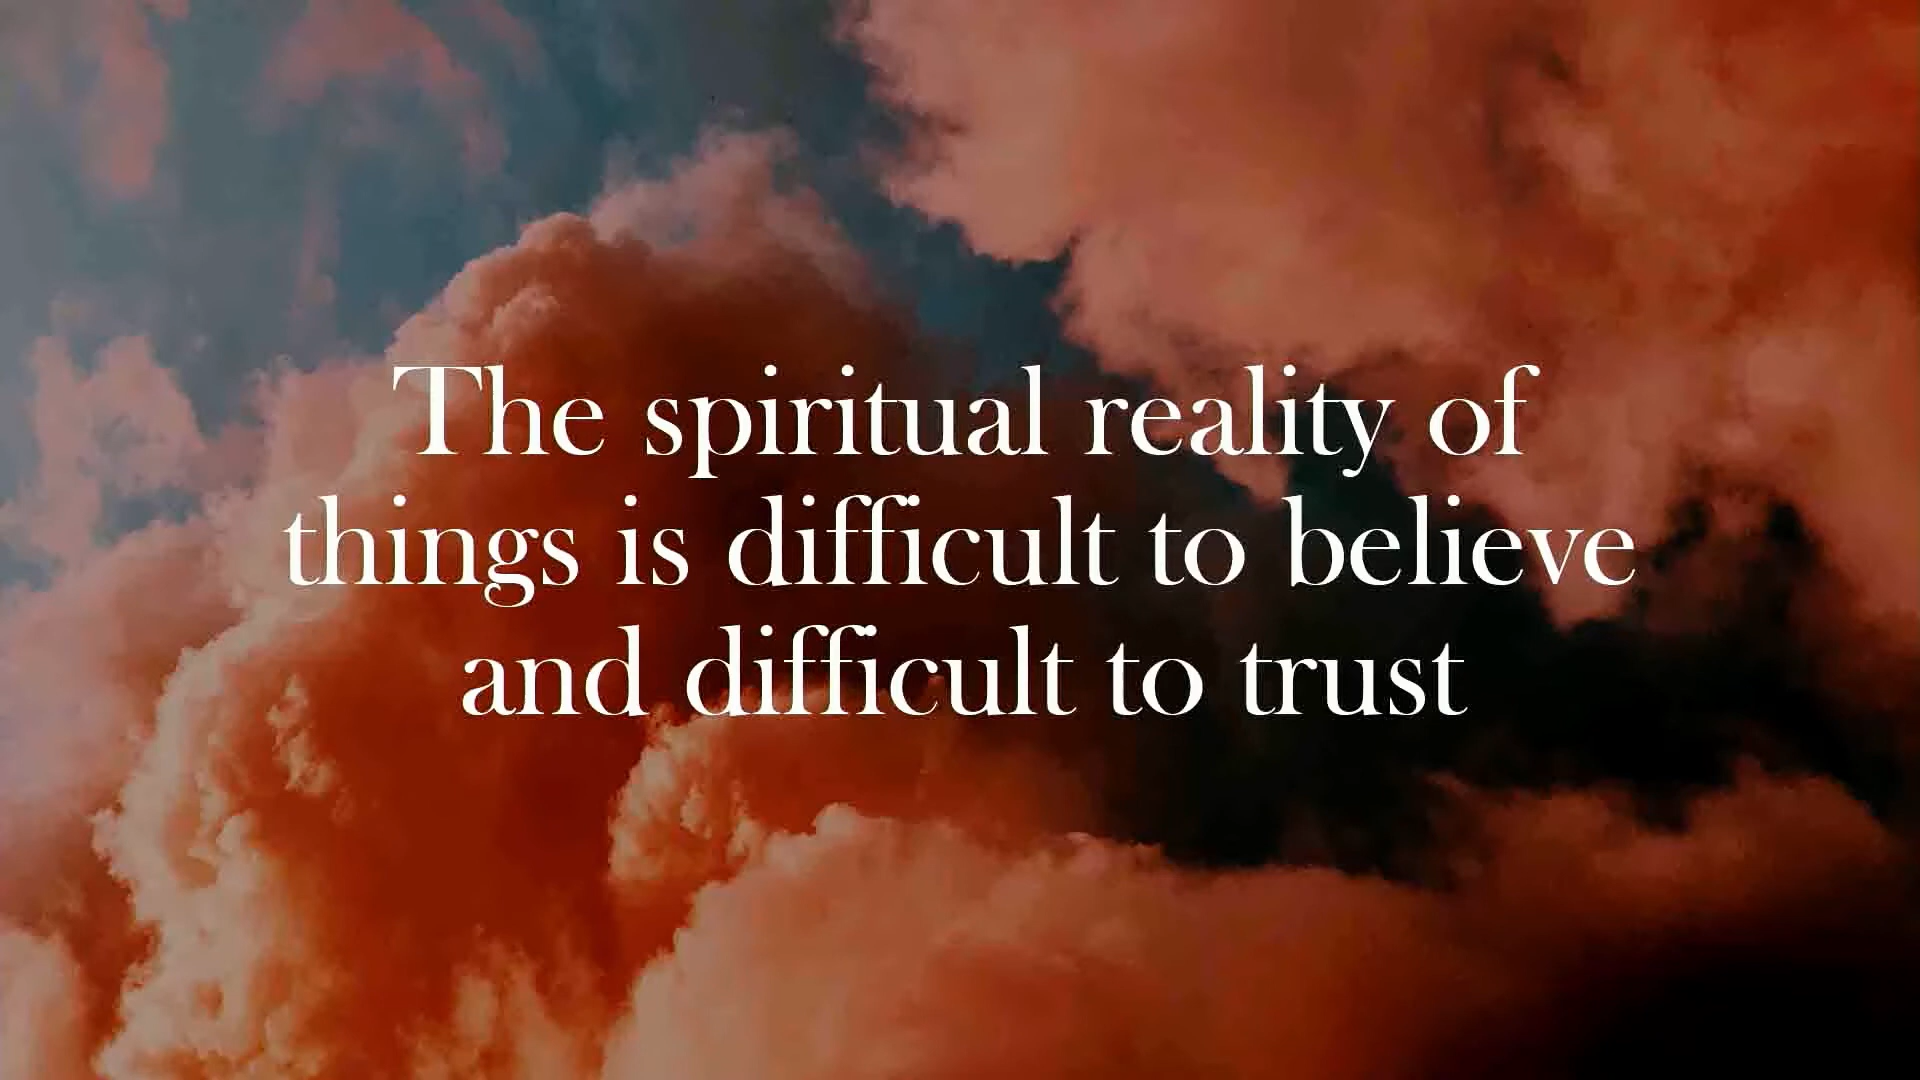 The spiritual reality of
things is difficult to believe
and difficult to trust